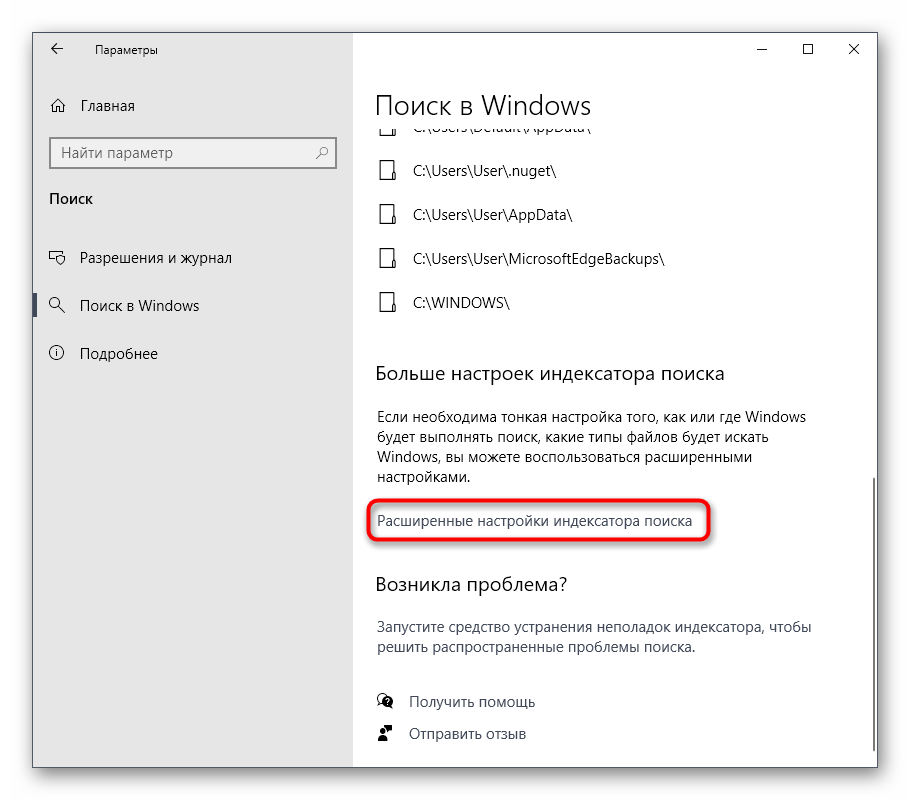 Параметры
Главная
Найти параметр
Поиск
Разрешения и журнал
Поиск в Windows
Подробнее
Поиск в Windows
C:\Users\Default\AppData\
C:\Users\User\.nuget\
C:\Users\User\AppData\
C:\Users\User\MicrosoftEdgeBackups\
C:\WINDOWS\
Больше настроек индексатора поиска
Если необходима тонкая настройка того, как или где Windows
будет выполнять поиск, какие типы файлов будет искать
Windows, вы можете воспользоваться расширенными
настройками.
Расширенные настройки индексатора поиска
Возникла проблема?
Запустите средство устранения неполадок индексатора, чтобы
решить распространенные проблемы поиска.
Получить помощь
Отправить отзыв